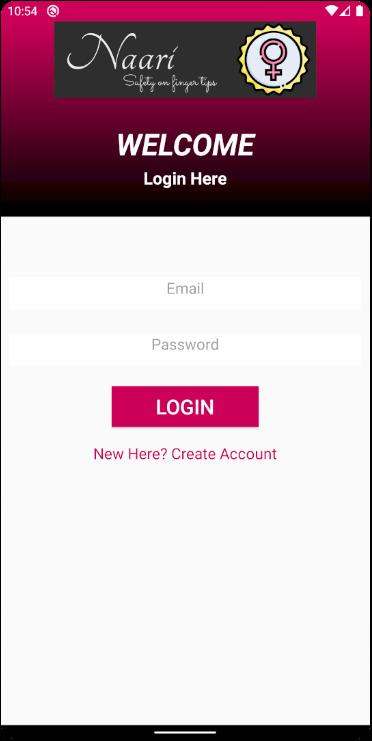 10:54
Naari
Safety on finger tips
WELCOME
Login Here
Email
Password
LOGIN
New Here? Create Account